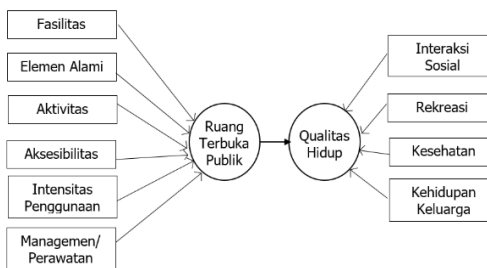 Fasilitas
Elemen Alami
Aktivitas
Aksesibilitas
Intensitas
Penggunaan
Managemen/
Perawatan
Ruang
Terbuka
Publik
Qualitas
Hidup
Interaksi
Sosial
Rekreasi
Kesehatan
Kehidupan
Keluarga